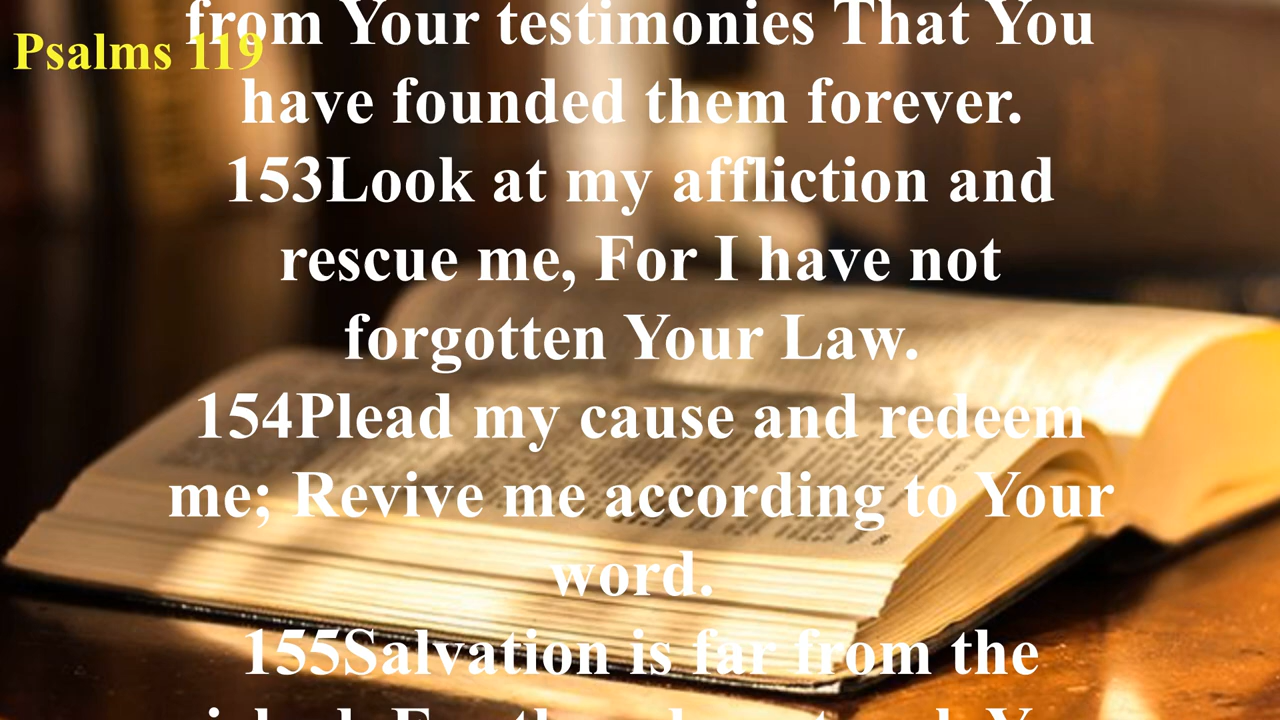 Psalms 119
from Your testimonies That You
have founded them forever.
153Look at my affliction and
rescue me, For I have not
forgotten Your Law.
154Plead my cause and redeem
me; Revive me according to Your
word.
155Salvation is far from the